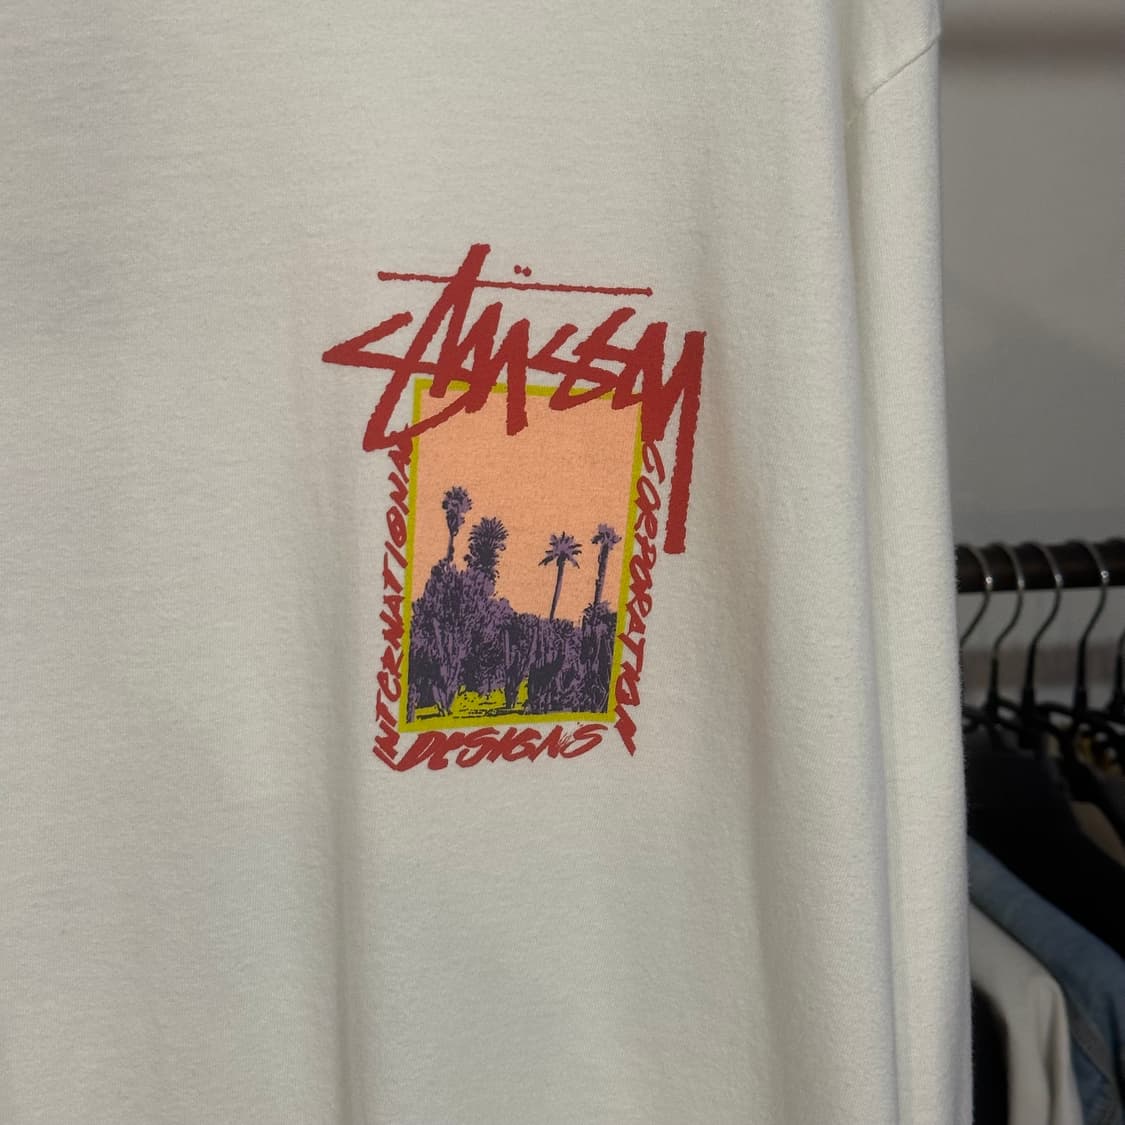 STÜSSY
INTERNATIONAL
DESIGNS
CORPORATION